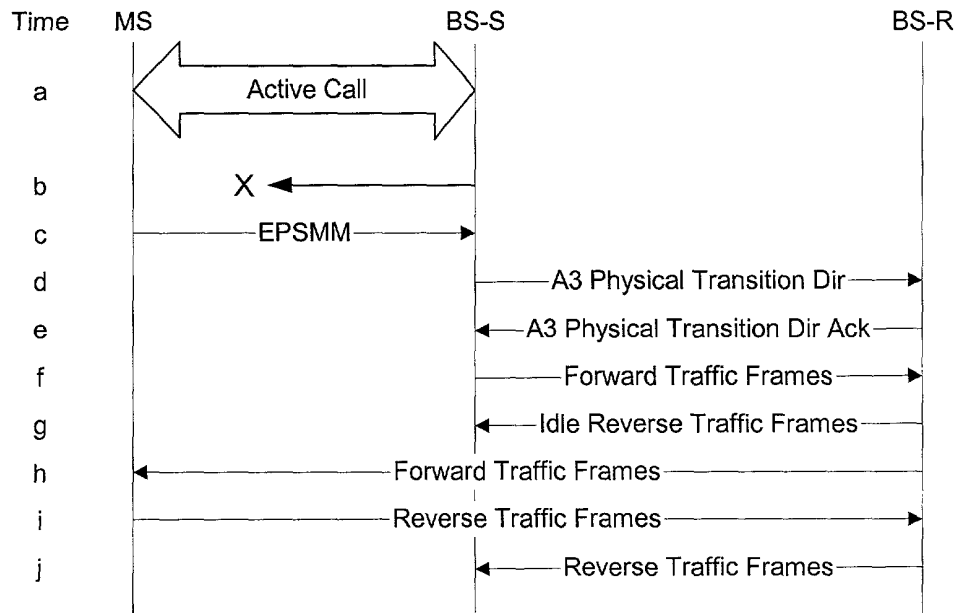 Time MS BS-S BS-R
a Active Call
b X
c EPSMM
d A3 Physical Transition Dir
e A3 Physical Transition Dir Ack
f Forward Traffic Frames
g Idle Reverse Traffic Frames
h Forward Traffic Frames
i Reverse Traffic Frames
j Reverse Traffic Frames